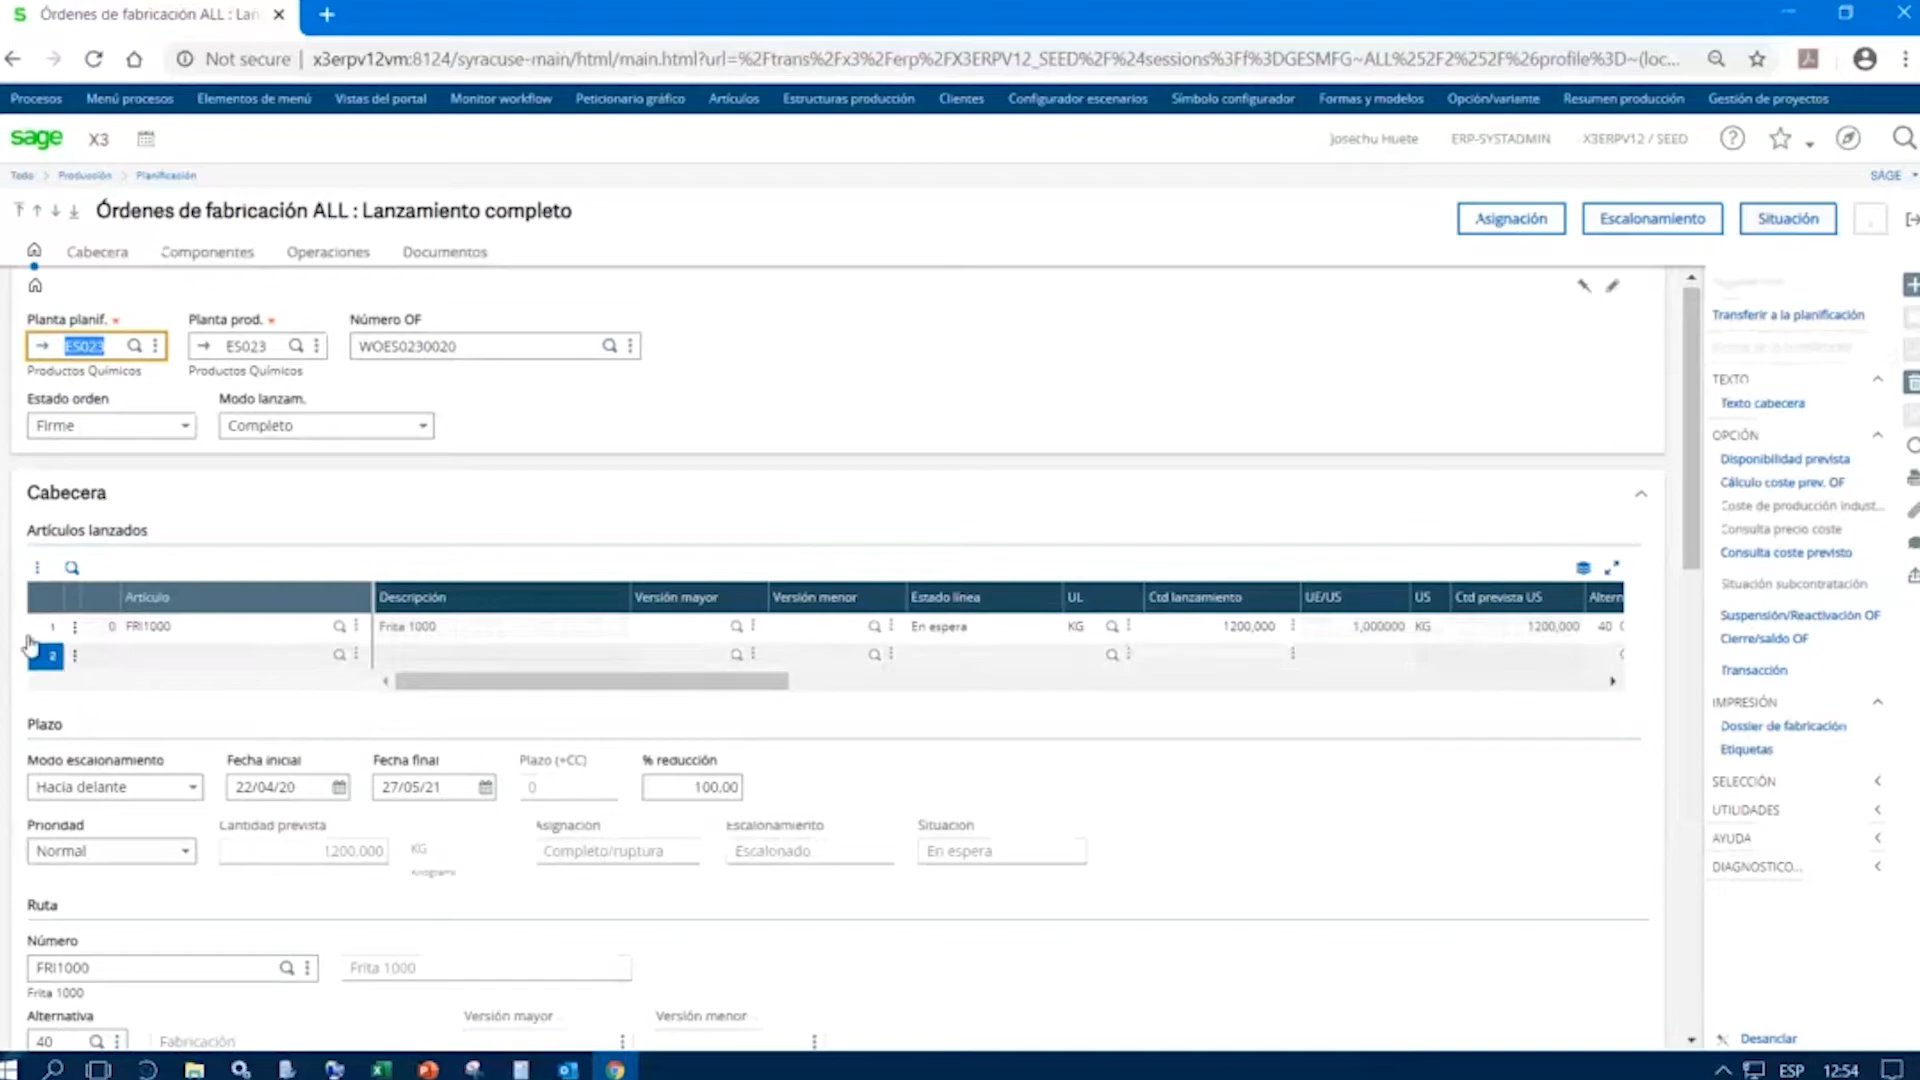 Órdenes de fabricación ALL : Lan
Not secure | x3erpv12vm:8124/syracuse-main/html/main.html?url=%2Ftrans%2Fx3%2Ferp%2FX3ERPV12_SEED%2F%24sessions%3Ff%3DGESMFG~ALL%252F2%252F%26profile%3D~(loc...
Procesos Menú procesos Elementos de menú Vistas del portal Monitor workflow Peticionario gráfico Artículos Estructuras producción Clientes Configurador escenarios Símbolo configurador Formas y modelos Opción/variante Resumen producción Gestión de proyectos
sage X3 Josechu Huete ERP-SYSTADMIN X3ERPV12 / SEED
Todo > Producción > Planificación SAGE
Órdenes de fabricación ALL : Lanzamiento completo
Asignación Escalonamiento Situación
Cabecera Componentes Operaciones Documentos
Planta planif. Planta prod. Número OF
ES023 ES023 WOES0230020
Productos Químicos Productos Químicos
Estado orden Modo lanzam.
Firme Completo
Cabecera
Artículos lanzados
Artículo Descripción Versión mayor Versión menor Estado línea UL Ctd lanzamiento UE/US US Ctd prevista US Altern
1 0 FRI1000 Frita 1000 En espera KG 1200,000 1,000000 KG 1200,000 40
2
Plazo
Modo escalonamiento Fecha inicial Fecha final Plazo (+CC) % reducción
Hacia delante 22/04/20 27/05/21 0 100,00
Prioridad Cantidad prevista Asignación Escalonamiento Situación
Normal 1200,000 KG Completo/ruptura Escalonado En espera
Ruta
Número
FRI1000 Frita 1000
Frita 1000
Alternativa Versión mayor Versión menor
40 Fabricación
Transferir a la planificación
TEXTO
Texto cabecera
OPCIÓN
Disponibilidad prevista
Cálculo coste prev. OF
Coste de producción indust...
Consulta precio coste
Consulta coste previsto
Situación subcontratación
Suspensión/Reactivación OF
Cierre/saldo OF
Transacción
IMPRESIÓN
Dossier de fabricación
Etiquetas
SELECCIÓN
UTILIDADES
AYUDA
DIAGNOSTICO...
Desanclar
ESP 12:54